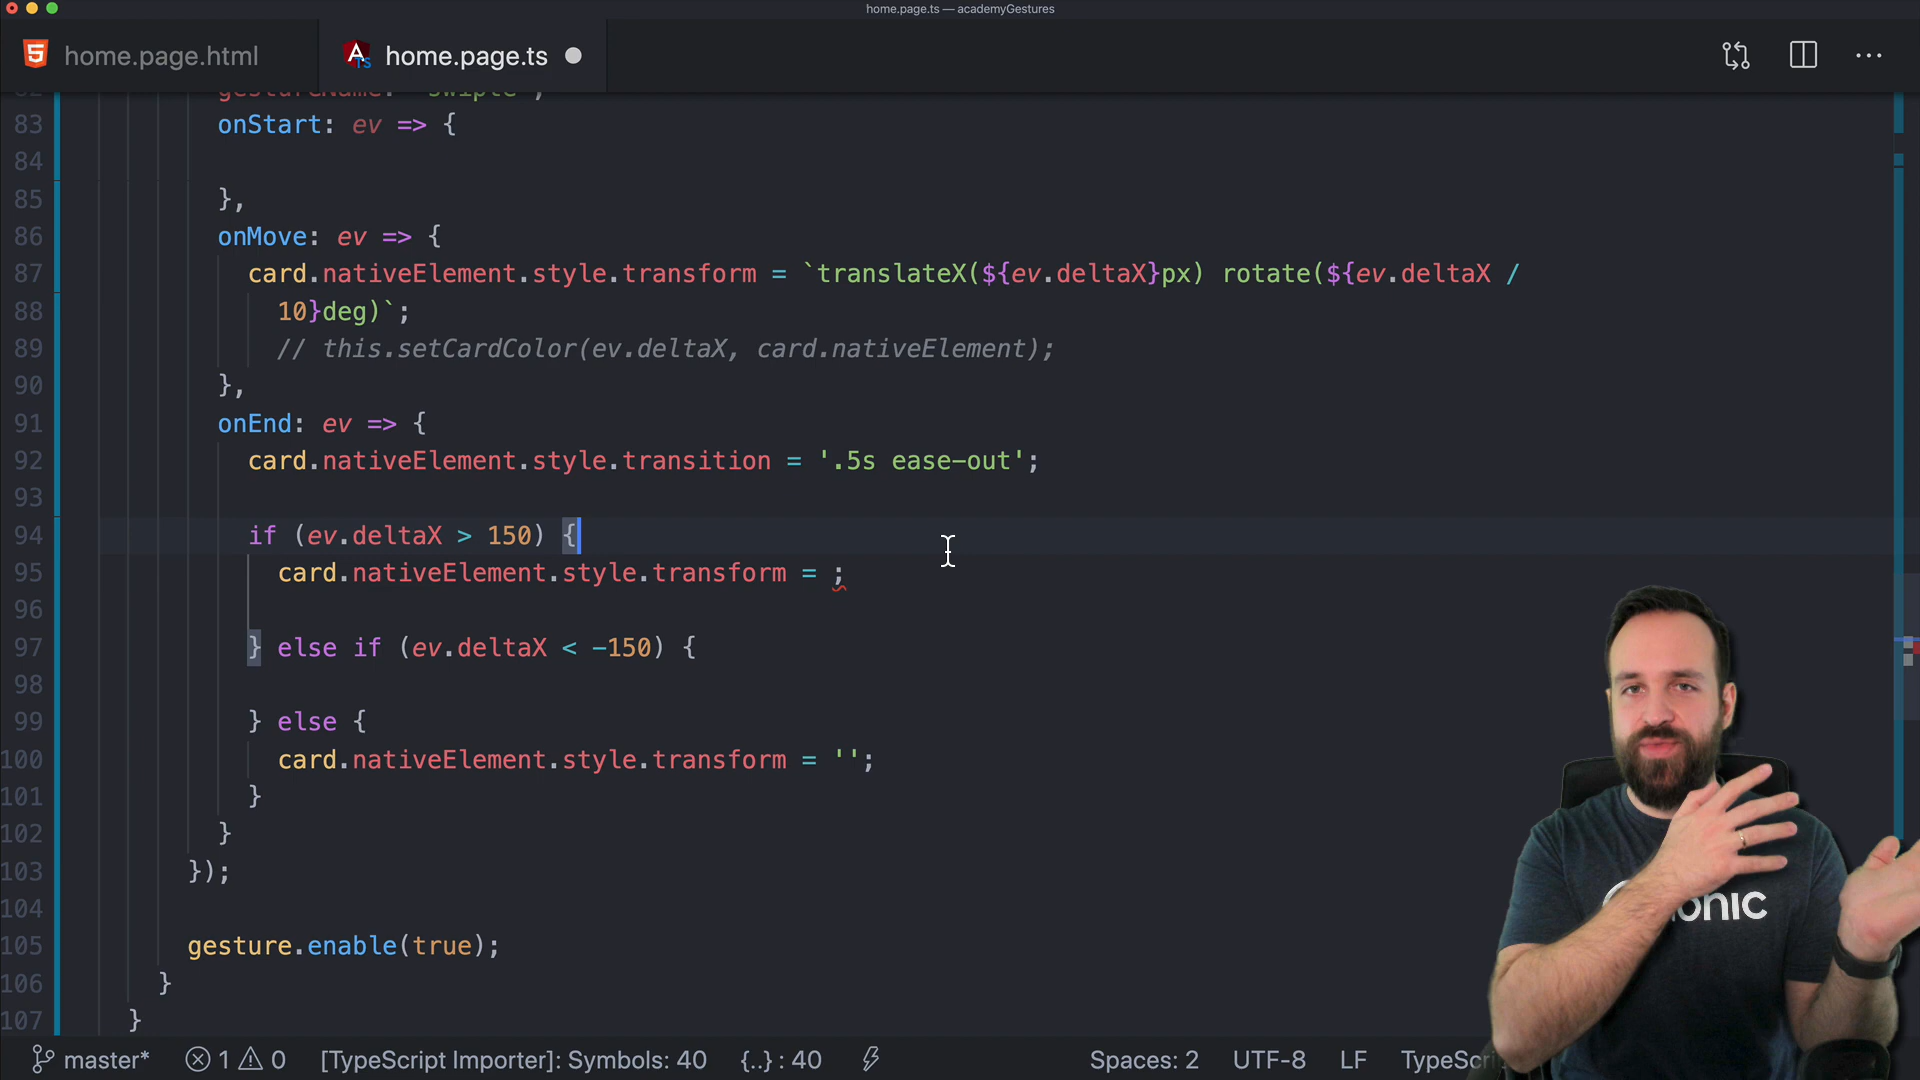 home.page.ts — academyGestures
home.page.html
home.page.ts
83 onStart: ev => {
84
85 },
86 onMove: ev => {
87 card.nativeElement.style.transform = `translateX(${ev.deltaX}px) rotate(${ev.deltaX /
88 10}deg)`;
89 // this.setCardColor(ev.deltaX, card.nativeElement);
90 },
91 onEnd: ev => {
92 card.nativeElement.style.transition = '.5s ease-out';
93
94 if (ev.deltaX > 150) {
95 card.nativeElement.style.transform = ;
96
97 } else if (ev.deltaX < -150) {
98
99 } else {
100 card.nativeElement.style.transform = '';
101 }
102 }
103 });
104
105 gesture.enable(true);
106 }
107 }
master* 1 0 [TypeScript Importer]: Symbols: 40 {..} : 40 Spaces: 2 UTF-8 LF